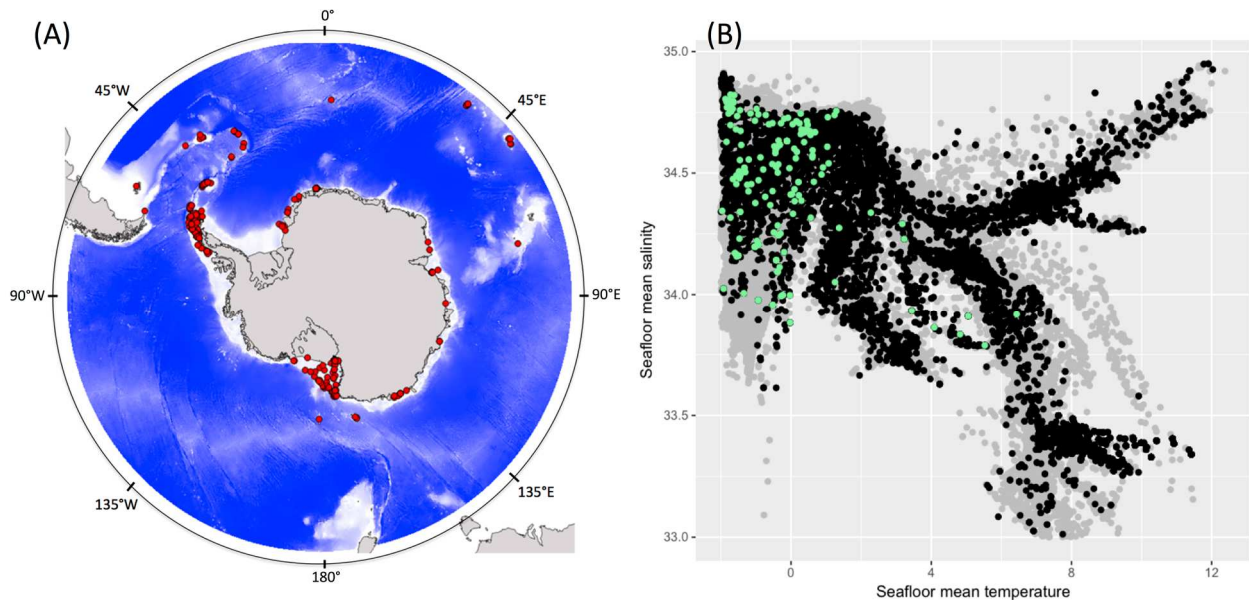 (A)
0°
45°W
45°E
90°W
90°E
135°W
135°E
180°
(B)
35.0
34.5
34.0
33.5
33.0
Seafloor mean salinity
0
4
8
12
Seafloor mean temperature